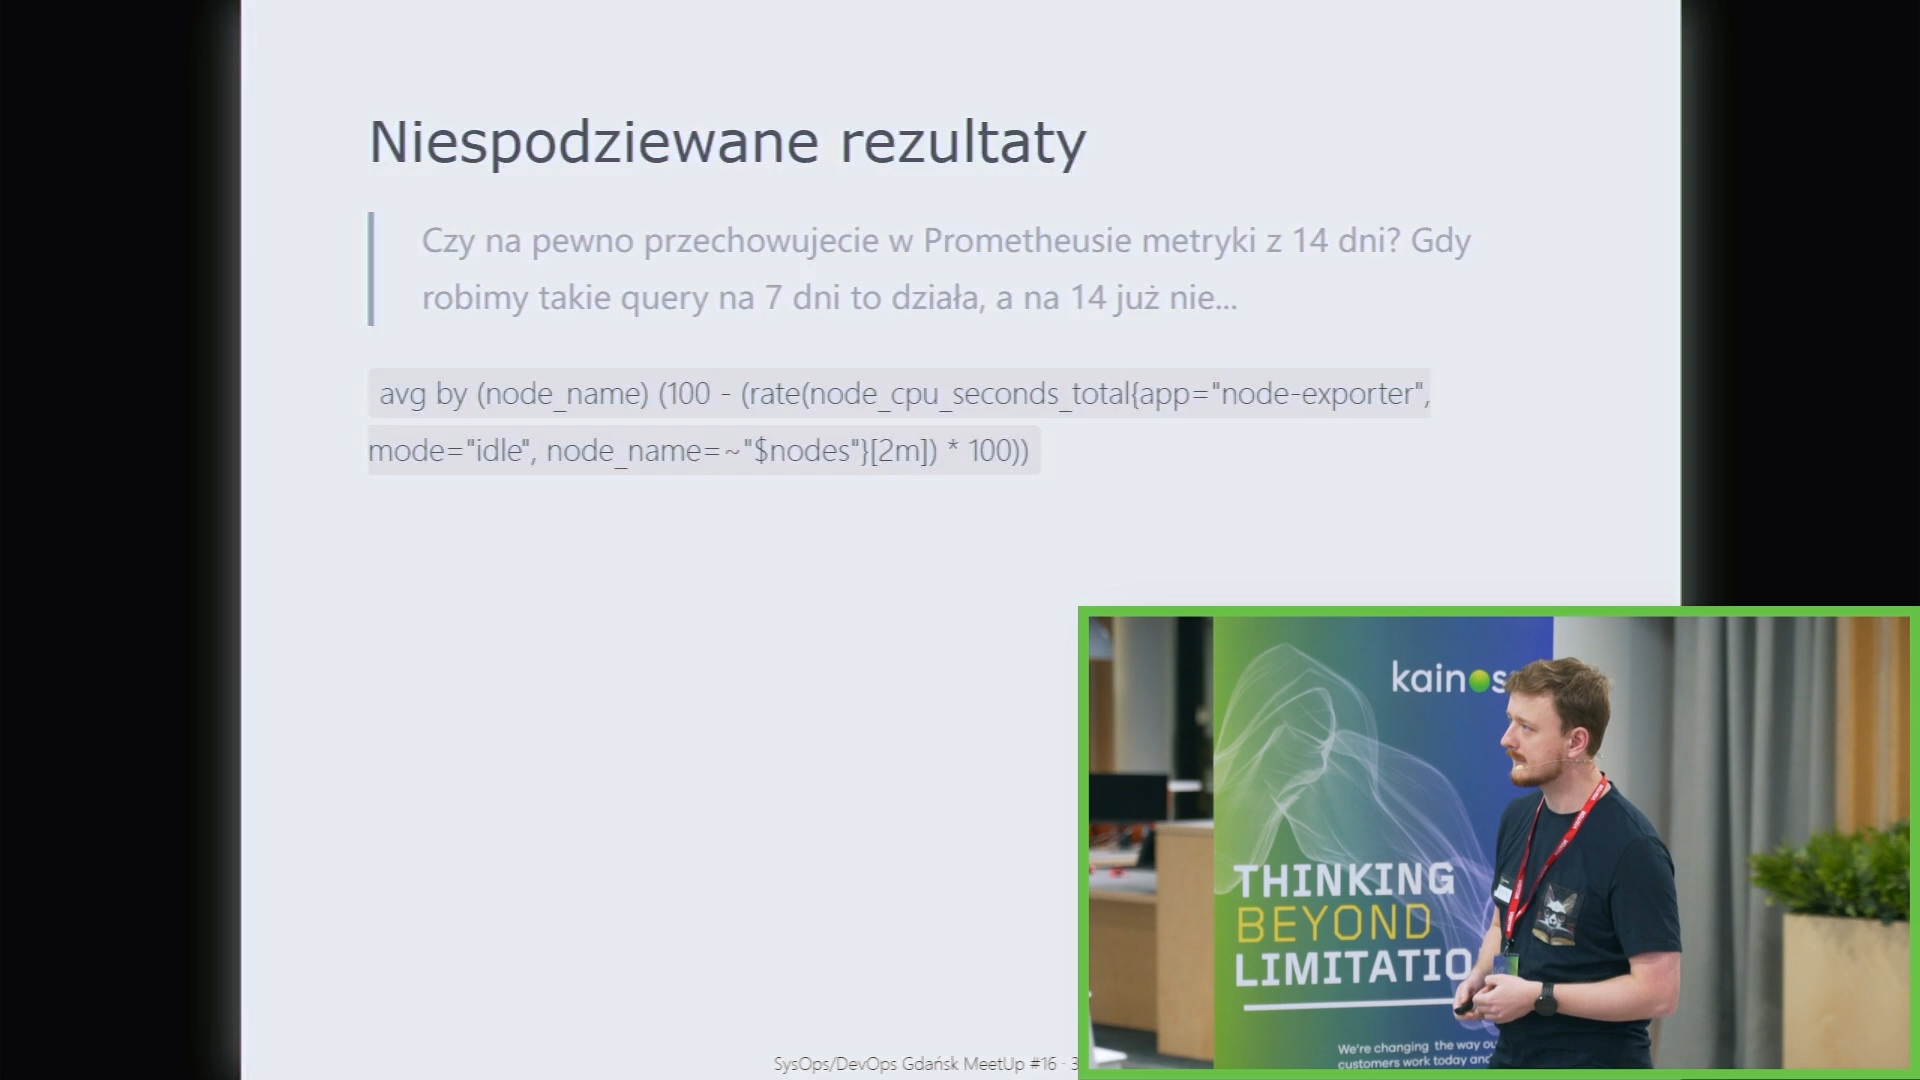 Niespodziewane rezultaty
Czy na pewno przechowujecie w Prometheusie metryki z 14 dni? Gdy
robimy takie query na 7 dni to działa, a na 14 już nie...
avg by (node_name) (100 - (rate(node_cpu_seconds_total{app="node-exporter",
mode="idle", node_name=~"$nodes"}[2m]) * 100))
kainos
THINKING
BEYOND
LIMITATIO
We're changing the way ou
customers work today and
SysOps/DevOps Gdańsk MeetUp #16 · 3